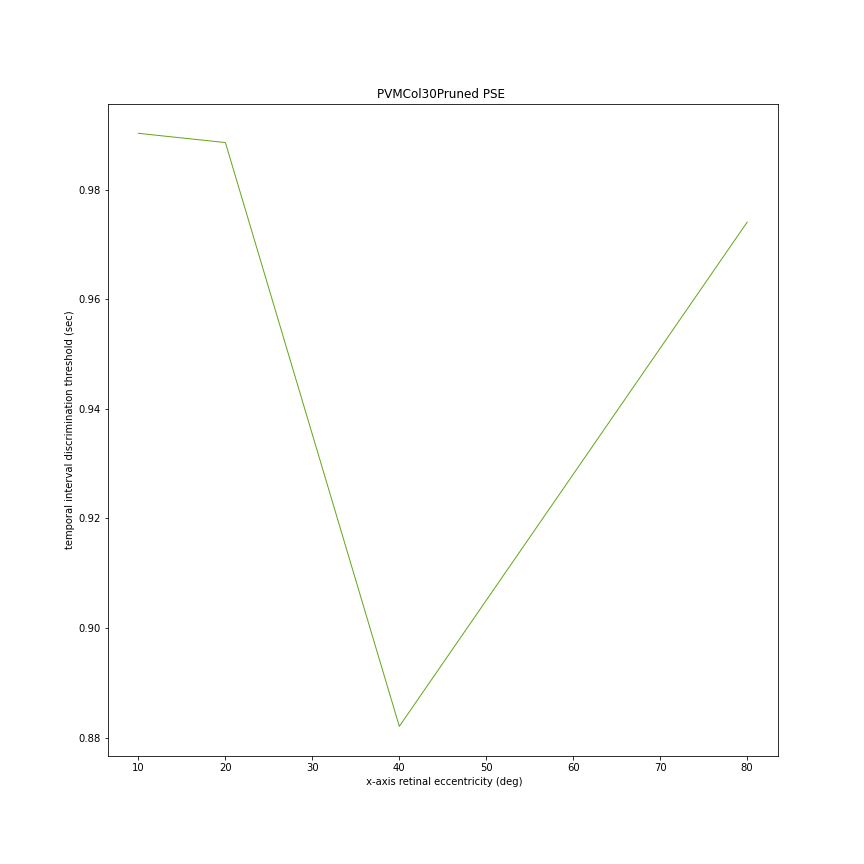 PVMCol30Pruned PSE
temporal interval discrimination threshold (sec)
0.98
0.96
0.94
0.92
0.90
0.88
10 20 30 40 50 60 70 80
x-axis retinal eccentricity (deg)